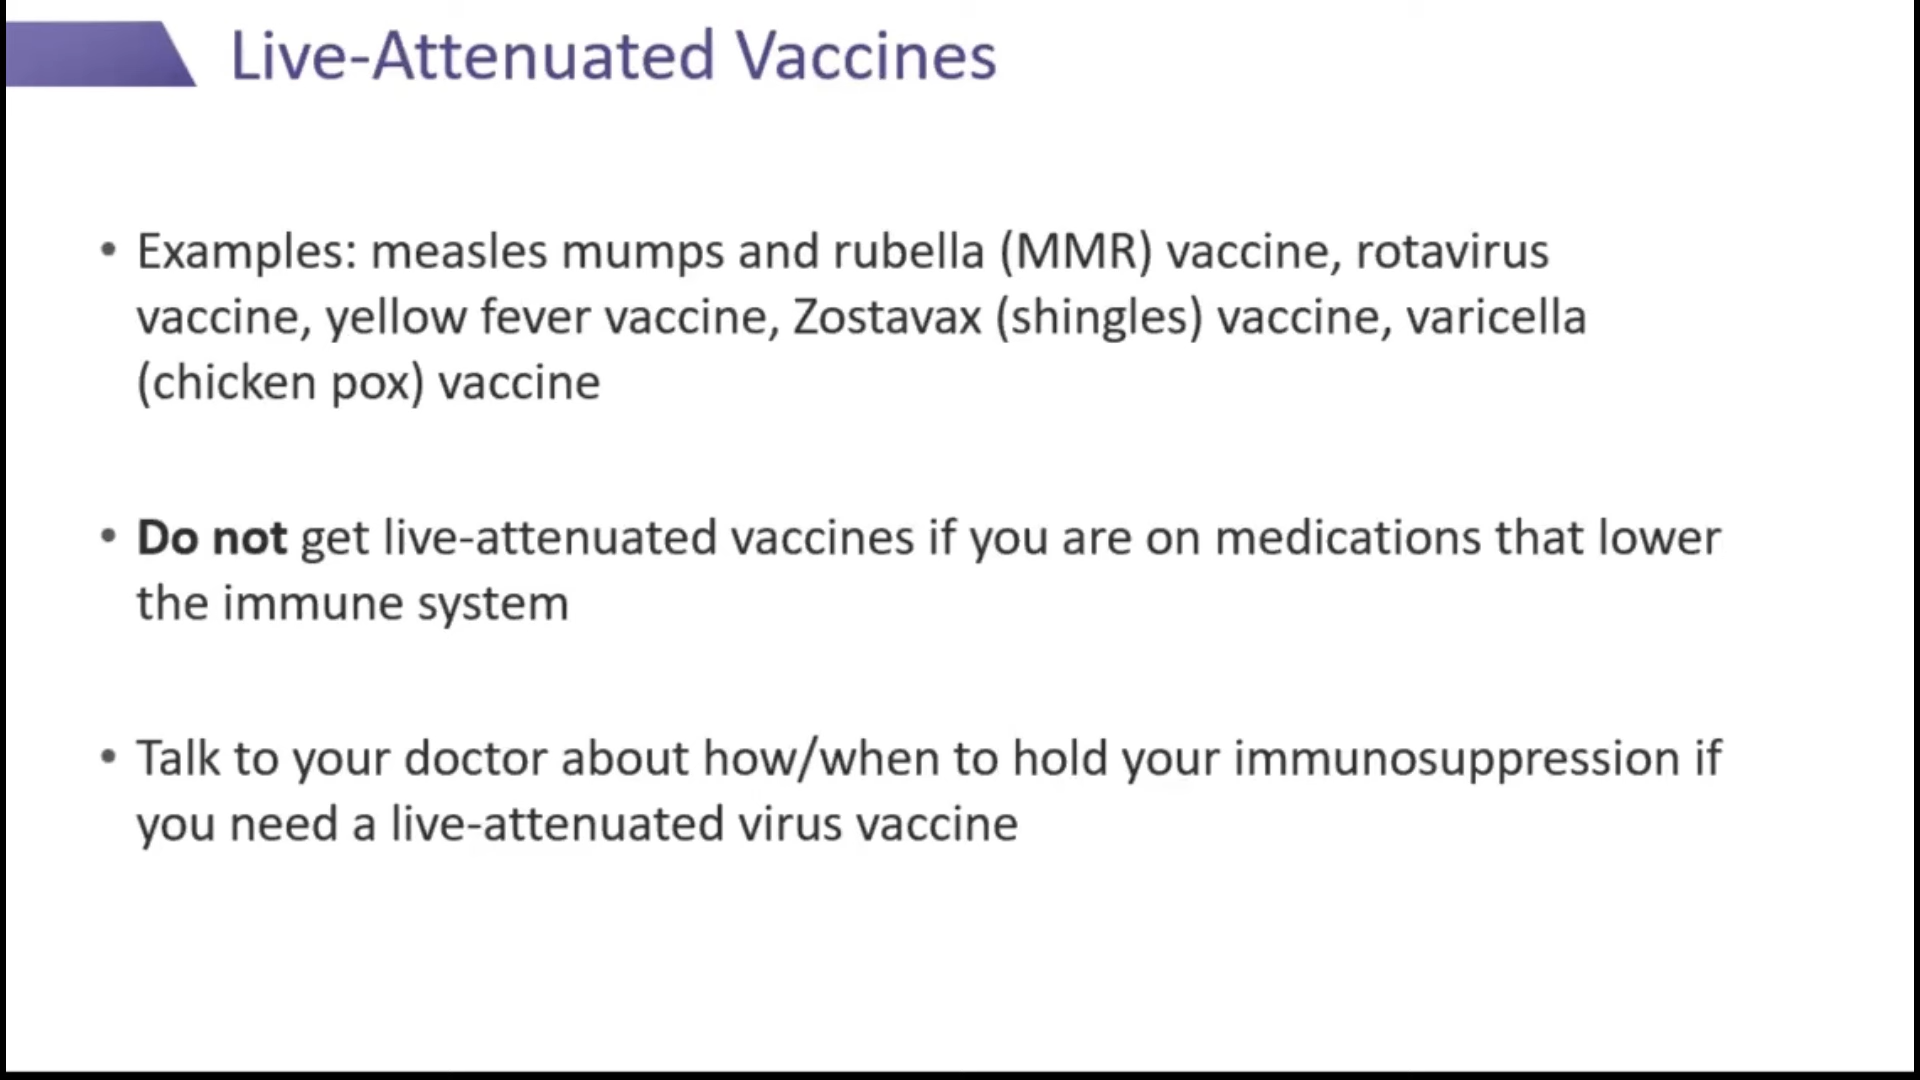 Live-Attenuated Vaccines
• Examples: measles mumps and rubella (MMR) vaccine, rotavirus
vaccine, yellow fever vaccine, Zostavax (shingles) vaccine, varicella
(chicken pox) vaccine
• Do not get live-attenuated vaccines if you are on medications that lower
the immune system
• Talk to your doctor about how/when to hold your immunosuppression if
you need a live-attenuated virus vaccine